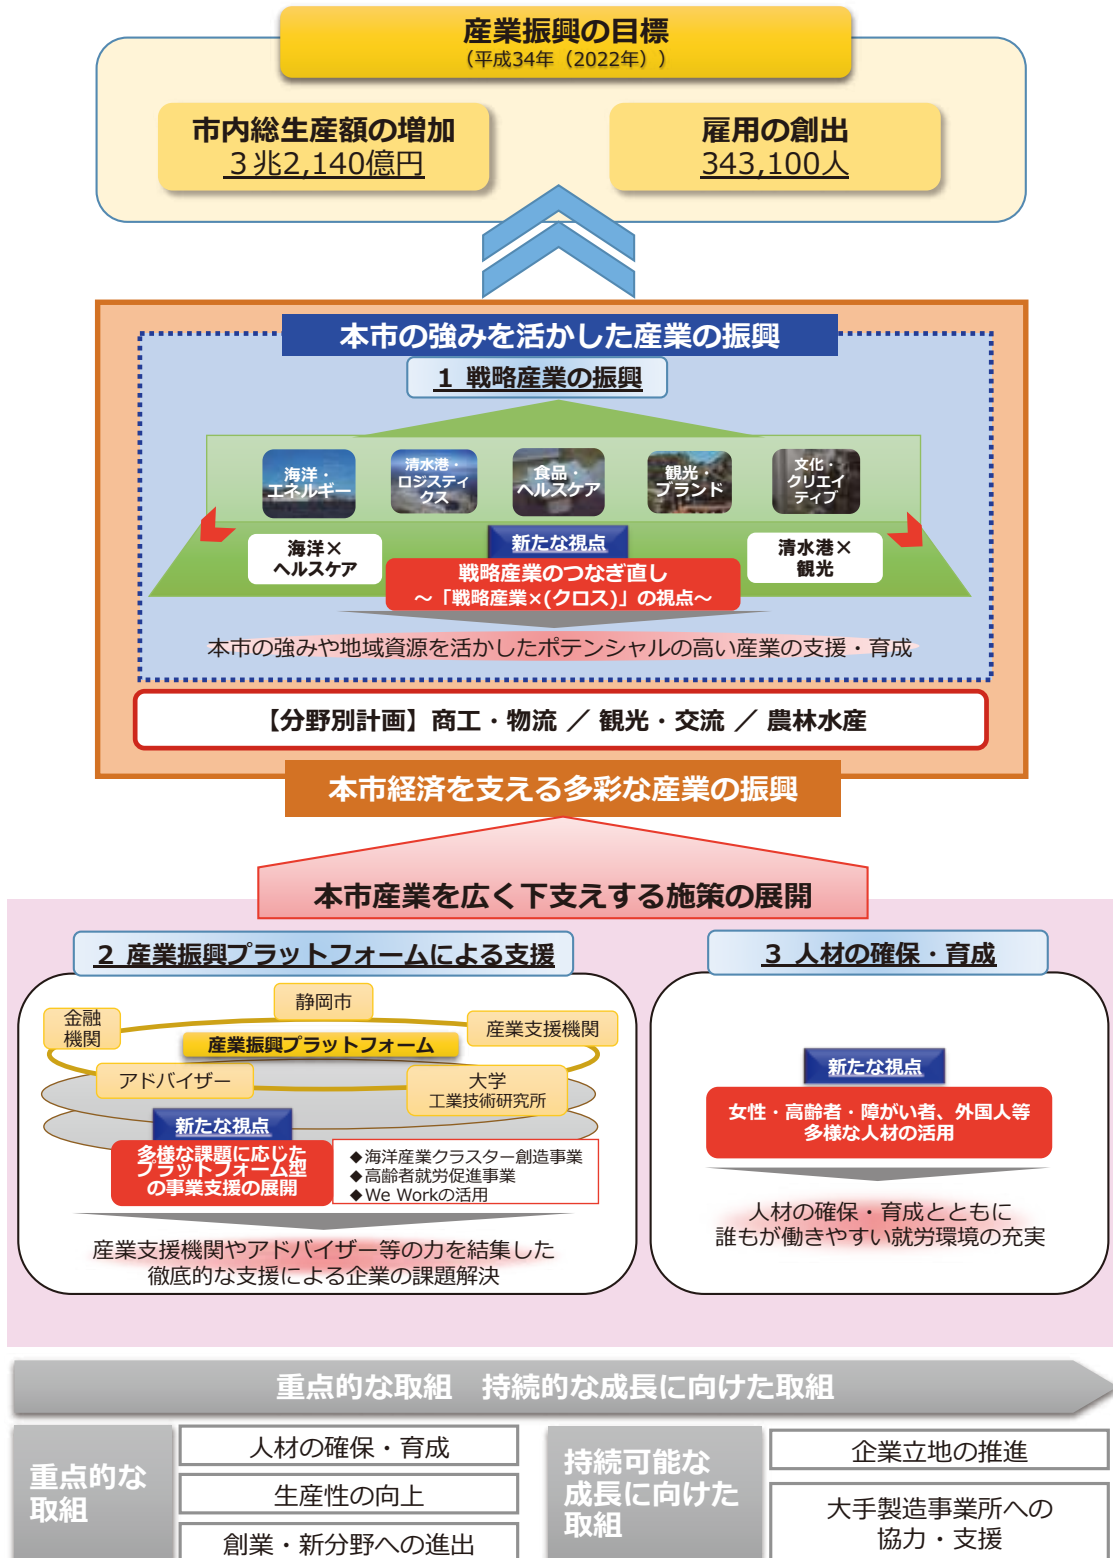 産業振興の目標
（平成34年（2022年））
市内総生産額の増加
３兆2,140億円
雇用の創出
343,100人
本市の強みを活かした産業の振興
1 戦略産業の振興
海洋・
エネルギー
清水港・
ロジスティ
クス
食品・
ヘルスケア
観光・
ブランド
文化・
クリエイ
ティブ
海洋×
ヘルスケア
新たな視点
戦略産業のつなぎ直し
～「戦略産業×(クロス)」の視点～
清水港×
観光
本市の強みや地域資源を活かしたポテンシャルの高い産業の支援・育成
【分野別計画】商工・物流 ／ 観光・交流 ／ 農林水産
本市経済を支える多彩な産業の振興
本市産業を広く下支えする施策の展開
2 産業振興プラットフォームによる支援
静岡市
金融
機関
産業支援機関
産業振興プラットフォーム
アドバイザー
大学
工業技術研究所
新たな視点
多様な課題に応じた
プラットフォーム型
の事業支援の展開
◆海洋産業クラスター創造事業
◆高齢者就労促進事業
◆We Workの活用
産業支援機関やアドバイザー等の力を結集した
徹底的な支援による企業の課題解決
3 人材の確保・育成
新たな視点
女性・高齢者・障がい者、外国人等
多様な人材の活用
人材の確保・育成とともに
誰もが働きやすい就労環境の充実
重点的な取組　持続的な成長に向けた取組
重点的な
取組
人材の確保・育成
生産性の向上
創業・新分野への進出
持続可能な
成長に向けた
取組
企業立地の推進
大手製造事業所への
協力・支援